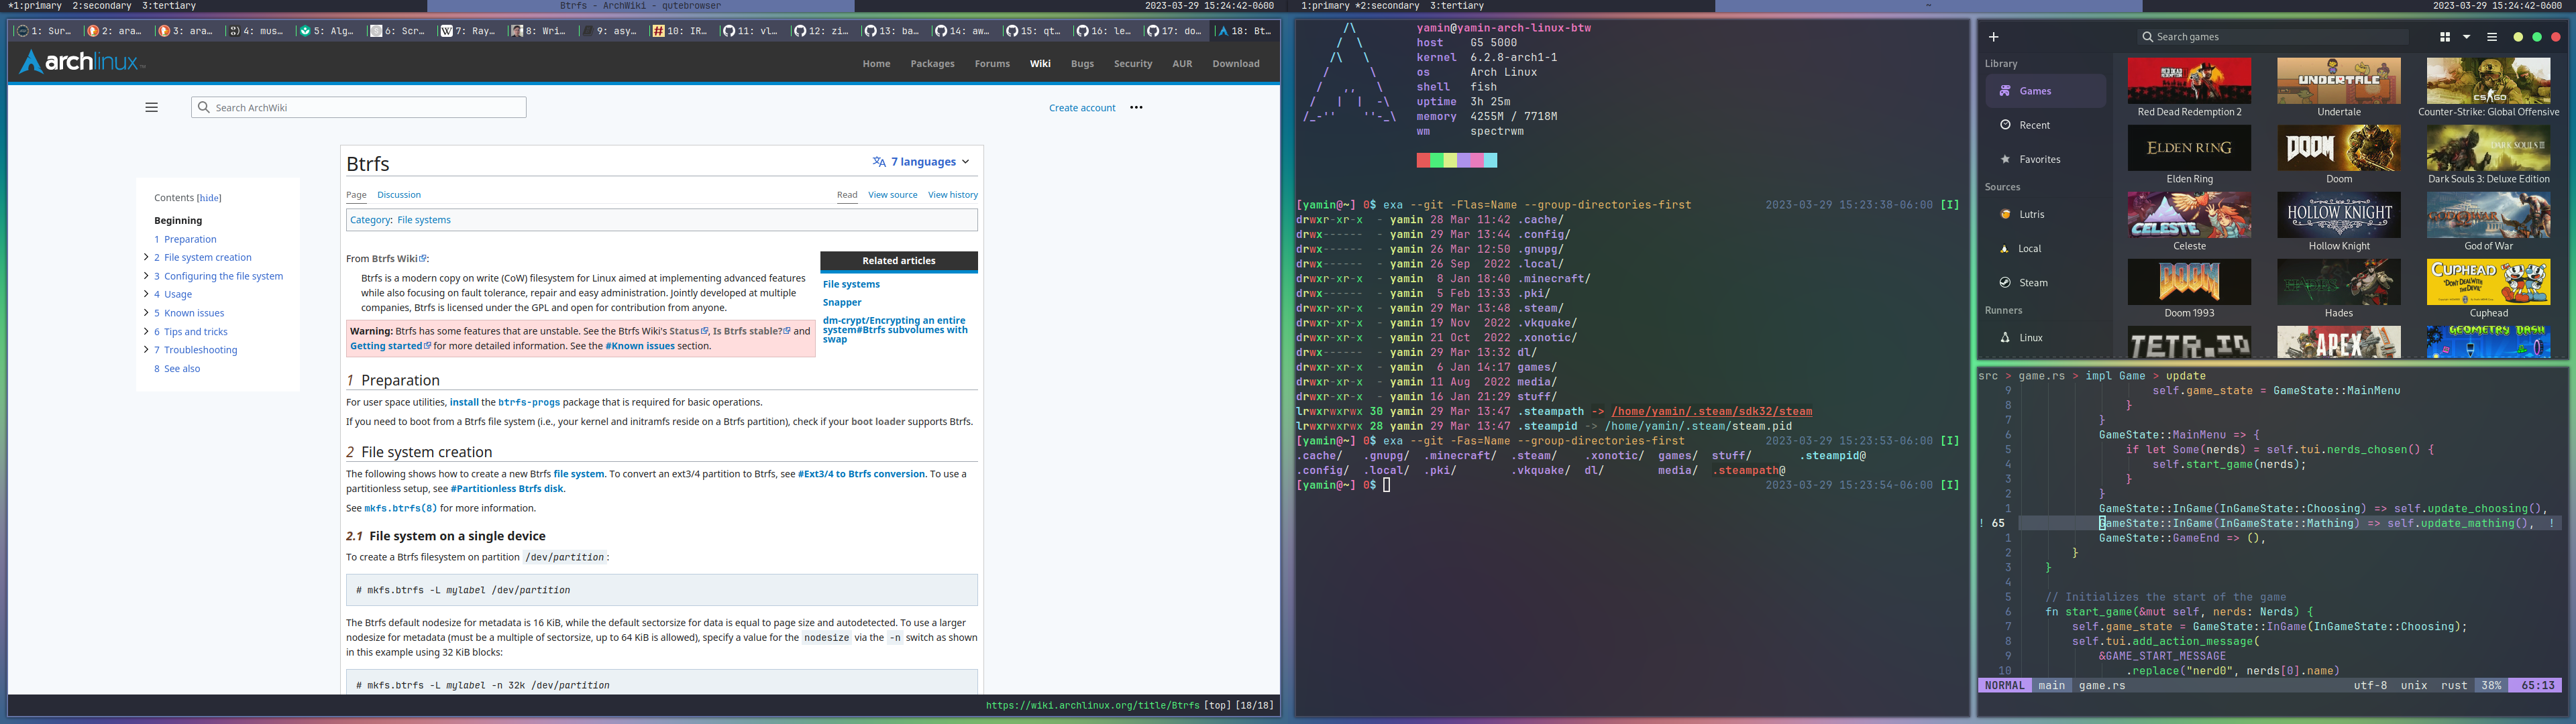 *1:primary 2:secondary 3:tertiary
Btrfs - ArchWiki - qutebrowser
2023-03-29 15:24:42-0600
1: Sur... 2: ara... 3: ara... 4: mus... 5: Alg... 6: Scr... 7: Ray... 8: Wri... 9: asy... 10: IR... 11: vl... 12: zi... 13: ba... 14: aw... 15: qt... 16: le... 17: do... 18: Bt...
archlinux
Home Packages Forums Wiki Bugs Security AUR Download
Search ArchWiki
Create account
Contents [hide]
Beginning
1 Preparation
2 File system creation
3 Configuring the file system
4 Usage
5 Known issues
6 Tips and tricks
7 Troubleshooting
8 See also
Btrfs
7 languages
Page Discussion
Read View source View history
Category: File systems
From Btrfs Wiki:
Btrfs is a modern copy on write (CoW) filesystem for Linux aimed at implementing advanced features
while also focusing on fault tolerance, repair and easy administration. Jointly developed at multiple
companies, Btrfs is licensed under the GPL and open for contribution from anyone.
Warning: Btrfs has some features that are unstable. See the Btrfs Wiki's Status, Is Btrfs stable? and
Getting started for more detailed information. See the #Known issues section.
Related articles
File systems
Snapper
dm-crypt/Encrypting an entire
system#Btrfs subvolumes with
swap
1 Preparation
For user space utilities, install the btrfs-progs package that is required for basic operations.
If you need to boot from a Btrfs file system (i.e., your kernel and initramfs reside on a Btrfs partition), check if your boot loader supports Btrfs.
2 File system creation
The following shows how to create a new Btrfs file system. To convert an ext3/4 partition to Btrfs, see #Ext3/4 to Btrfs conversion. To use a
partitionless setup, see #Partitionless Btrfs disk.
See mkfs.btrfs(8) for more information.
2.1 File system on a single device
To create a Btrfs filesystem on partition /dev/partition:
# mkfs.btrfs -L mylabel /dev/partition
The Btrfs default nodesize for metadata is 16 KiB, while the default sectorsize for data is equal to page size and autodetected. To use a larger
nodesize for metadata (must be a multiple of sectorsize, up to 64 KiB is allowed), specify a value for the nodesize via the -n switch as shown
in this example using 32 KiB blocks:
# mkfs.btrfs -L mylabel -n 32k /dev/partition
https://wiki.archlinux.org/title/Btrfs [top] [18/18]
1:primary *2:secondary 3:tertiary
~
2023-03-29 15:24:42-0600
yamin@yamin-arch-linux-btw
host G5 5000
kernel 6.2.8-arch1-1
os Arch Linux
shell fish
uptime 3h 25m
memory 4255M / 7718M
wm spectrwm
[yamin@~] 0$ exa --git -Flas=Name --group-directories-first 2023-03-29 15:23:38-06:00 [I]
drwxr-xr-x - yamin 28 Mar 11:42 .cache/
drwx------ - yamin 29 Mar 13:44 .config/
drwx------ - yamin 26 Mar 12:50 .gnupg/
drwx------ - yamin 26 Sep 2022 .local/
drwxr-xr-x - yamin 8 Jan 18:40 .minecraft/
drwx------ - yamin 5 Feb 13:33 .pki/
drwxr-xr-x - yamin 29 Mar 13:48 .steam/
drwxr-xr-x - yamin 19 Nov 2022 .vkquake/
drwxr-xr-x - yamin 21 Oct 2022 .xonotic/
drwx------ - yamin 29 Mar 13:32 dl/
drwxr-xr-x - yamin 6 Jan 14:17 games/
drwxr-xr-x - yamin 11 Aug 2022 media/
drwxr-xr-x - yamin 16 Jan 21:29 stuff/
lrwxrwxrwx 30 yamin 29 Mar 13:47 .steampath -> /home/yamin/.steam/sdk32/steam
lrwxrwxrwx 28 yamin 29 Mar 13:47 .steampid -> /home/yamin/.steam/steam.pid
[yamin@~] 0$ exa --git -Fas=Name --group-directories-first 2023-03-29 15:23:53-06:00 [I]
.cache/ .gnupg/ .minecraft/ .steam/ .xonotic/ games/ stuff/ .steampid@
.config/ .local/ .pki/ .vkquake/ dl/ media/ .steampath@
[yamin@~] 0$ 2023-03-29 15:23:54-06:00 [I]
Search games
Library
Games
Recent
Favorites
Sources
Lutris
Local
Steam
Runners
Linux
RED DEAD REDEMPTION
UNDERTALE
CS:GO
Red Dead Redemption 2
Undertale
Counter-Strike: Global Offensive
ELDEN RING
DOOM
DARK SOULS III
Elden Ring
Doom
Dark Souls 3: Deluxe Edition
CELESTE
HOLLOW KNIGHT
Celeste
Hollow Knight
God of War
DOOM
HADES
CUPHEAD
"DON'T DEAL WITH THE DEVIL"
Doom 1993
Hades
Cuphead
TETR.IO
APEX
GEOMETRY DASH
src > game.rs > impl Game > update
9 self.game_state = GameState::MainMenu
8 }
7 }
6 GameState::MainMenu => {
5 if let Some(nerds) = self.tui.nerds_chosen() {
4 self.start_game(nerds);
3 }
2 }
1 GameState::InGame(InGameState::Choosing) => self.update_choosing(),
! 65 GameState::InGame(InGameState::Mathing) => self.update_mathing(), !
1 GameState::GameEnd => (),
2 }
3 }
4
5 // Initializes the start of the game
6 fn start_game(&mut self, nerds: Nerds) {
7 self.game_state = GameState::InGame(InGameState::Choosing);
8 self.tui.add_action_message(
9 &GAME_START_MESSAGE
10 .replace("nerd0", nerds[0].name)
NORMAL main game.rs utf-8 unix rust 38% 65:13